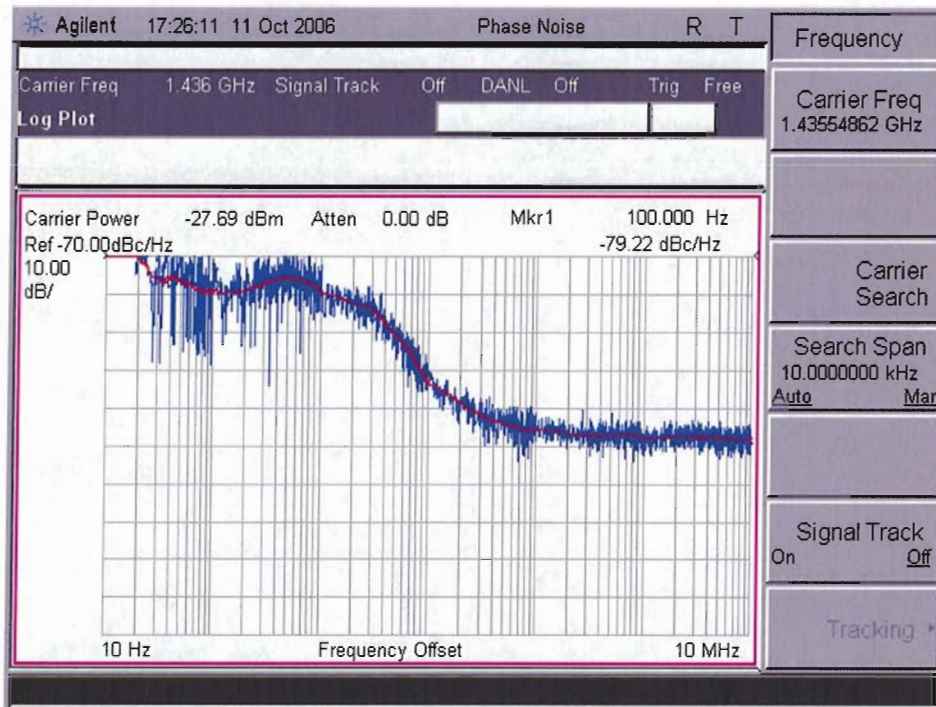 Agilent 17:26:11 11 Oct 2006 Phase Noise R T
Frequency
Carrier Freq 1.436 GHz Signal Track Off DANL Off Trig Free
Log Plot
Carrier Freq
1.43554862 GHz
Carrier Power -27.69 dBm Atten 0.00 dB Mkr1 100.000 Hz
Ref -70.00dBc/Hz -79.22 dBc/Hz
10.00
dB/
10 Hz Frequency Offset 10 MHz
Carrier
Search
Search Span
10.0000000 kHz
Auto Man
Signal Track
On Off
Tracking